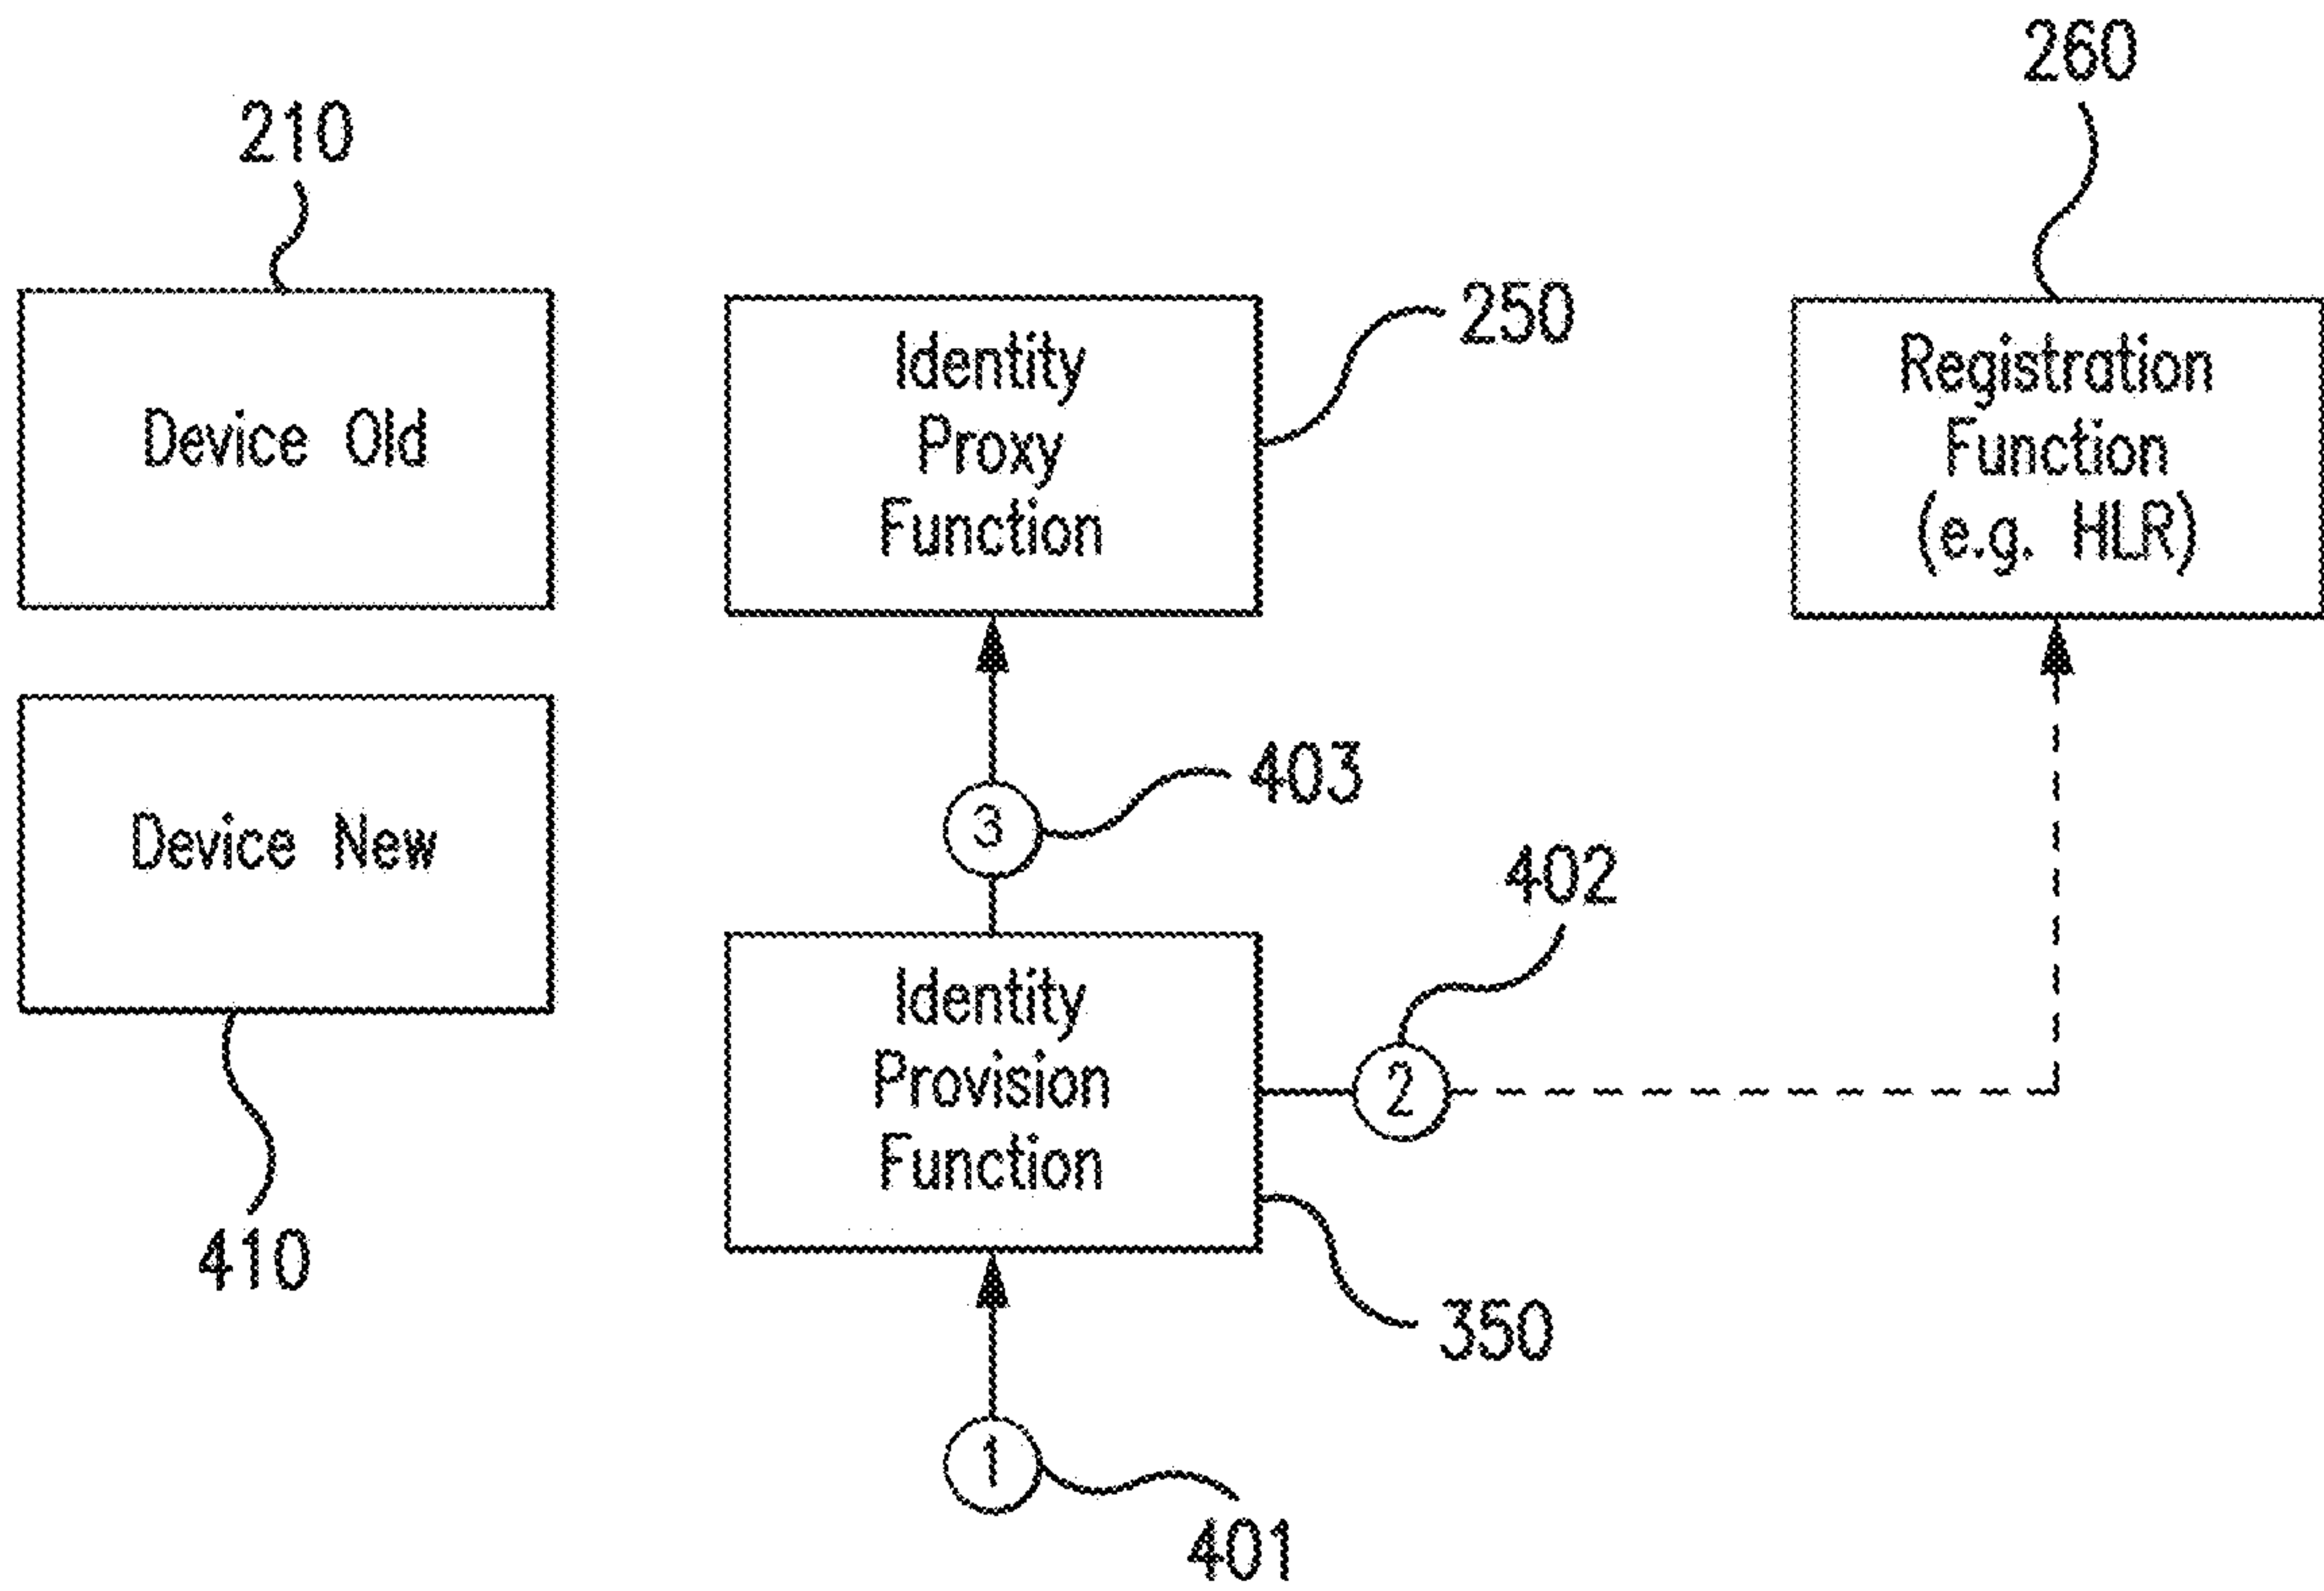 260
210
250
Device Old
Identity
Proxy
Function
Registration
Function
(e.g. HLR)
403
3
Device New
402
Identity
Provision
Function
2
410
350
1
401